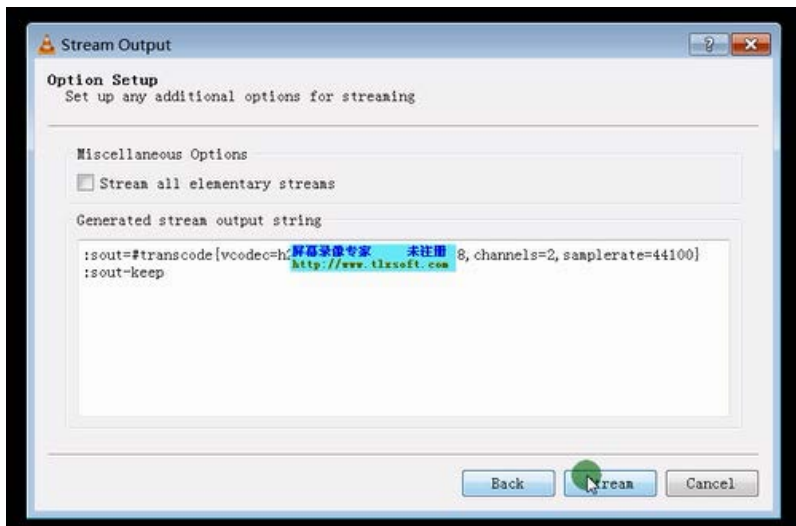 Stream Output
Option Setup
Set up any additional options for streaming
Miscellaneous Options
Stream all elementary streams
Generated stream output string
:sout=#transcode[vcodec=h 8,channels=2,samplerate=44100]
屏幕录像专家 未注册
http://www.tlxsoft.com
:sout-keep
Back
Stream
Cancel